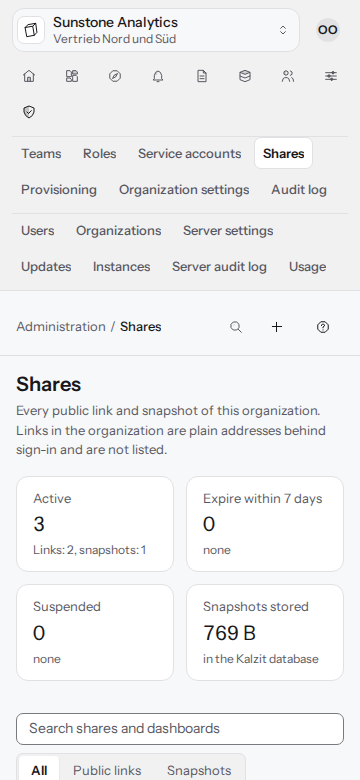 Sunstone Analytics
Vertrieb Nord und Süd
OO
Teams Roles Service accounts Shares
Provisioning Organization settings Audit log
Users Organizations Server settings
Updates Instances Server audit log Usage
Administration / Shares
Shares
Every public link and snapshot of this organization.
Links in the organization are plain addresses behind
sign-in and are not listed.
Active
3
Links: 2, snapshots: 1
Expire within 7 days
0
none
Suspended
0
none
Snapshots stored
769 B
in the Kalzit database
Search shares and dashboards
All Public links Snapshots